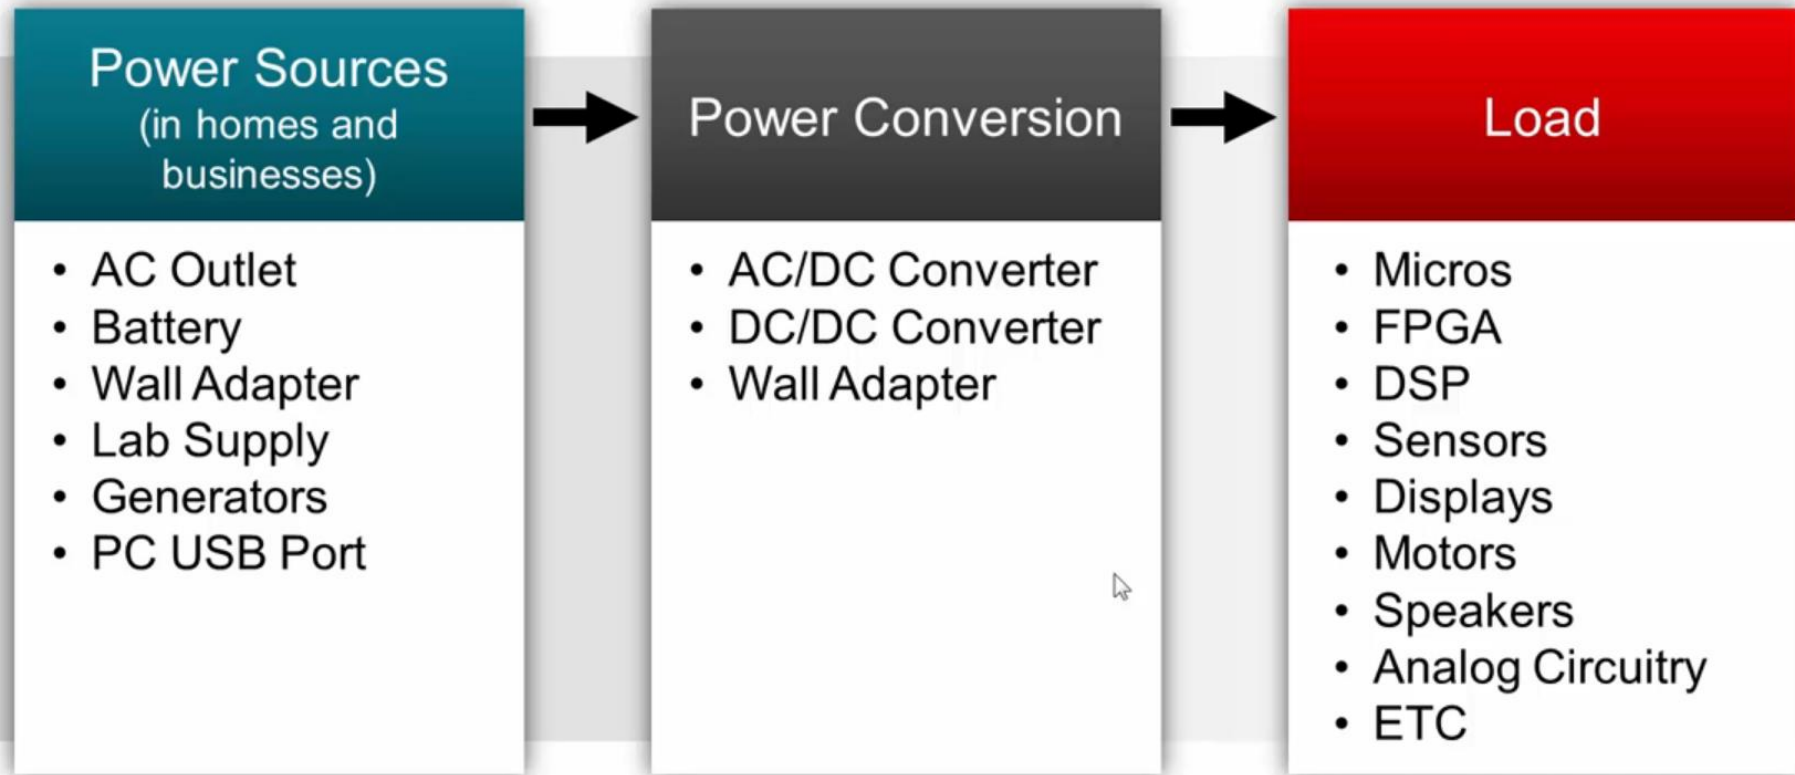 Power Sources
(in homes and
businesses)
• AC Outlet
• Battery
• Wall Adapter
• Lab Supply
• Generators
• PC USB Port
Power Conversion
• AC/DC Converter
• DC/DC Converter
• Wall Adapter
Load
• Micros
• FPGA
• DSP
• Sensors
• Displays
• Motors
• Speakers
• Analog Circuitry
• ETC